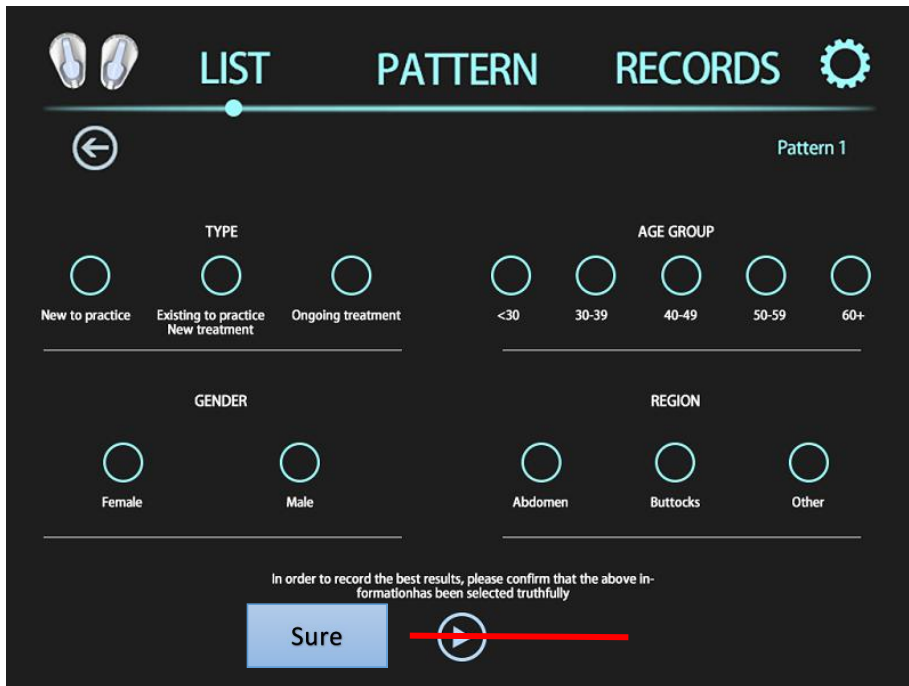 LIST PATTERN RECORDS
Pattern 1
TYPE
New to practice
Existing to practice
New treatment
Ongoing treatment
AGE GROUP
<30 30-39 40-49 50-59 60+
GENDER
Female Male
REGION
Abdomen Buttocks Other
In order to record the best results, please confirm that the above in-
formationhas been selected truthfully
Sure